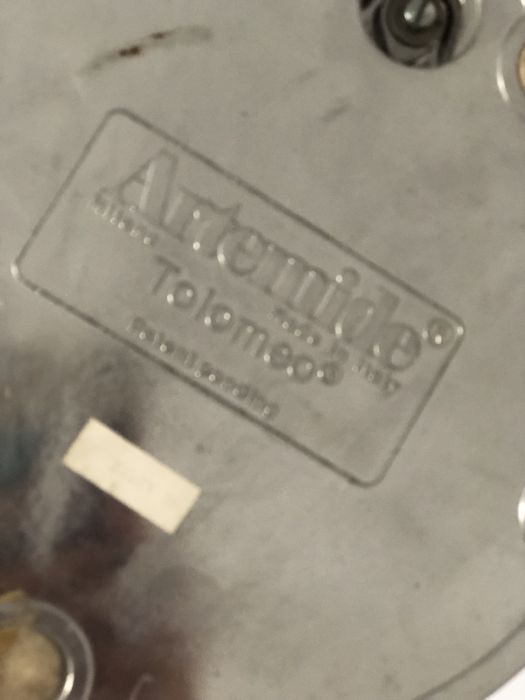 Artemide®
milano made in italy
Tolomeo®
patent pending